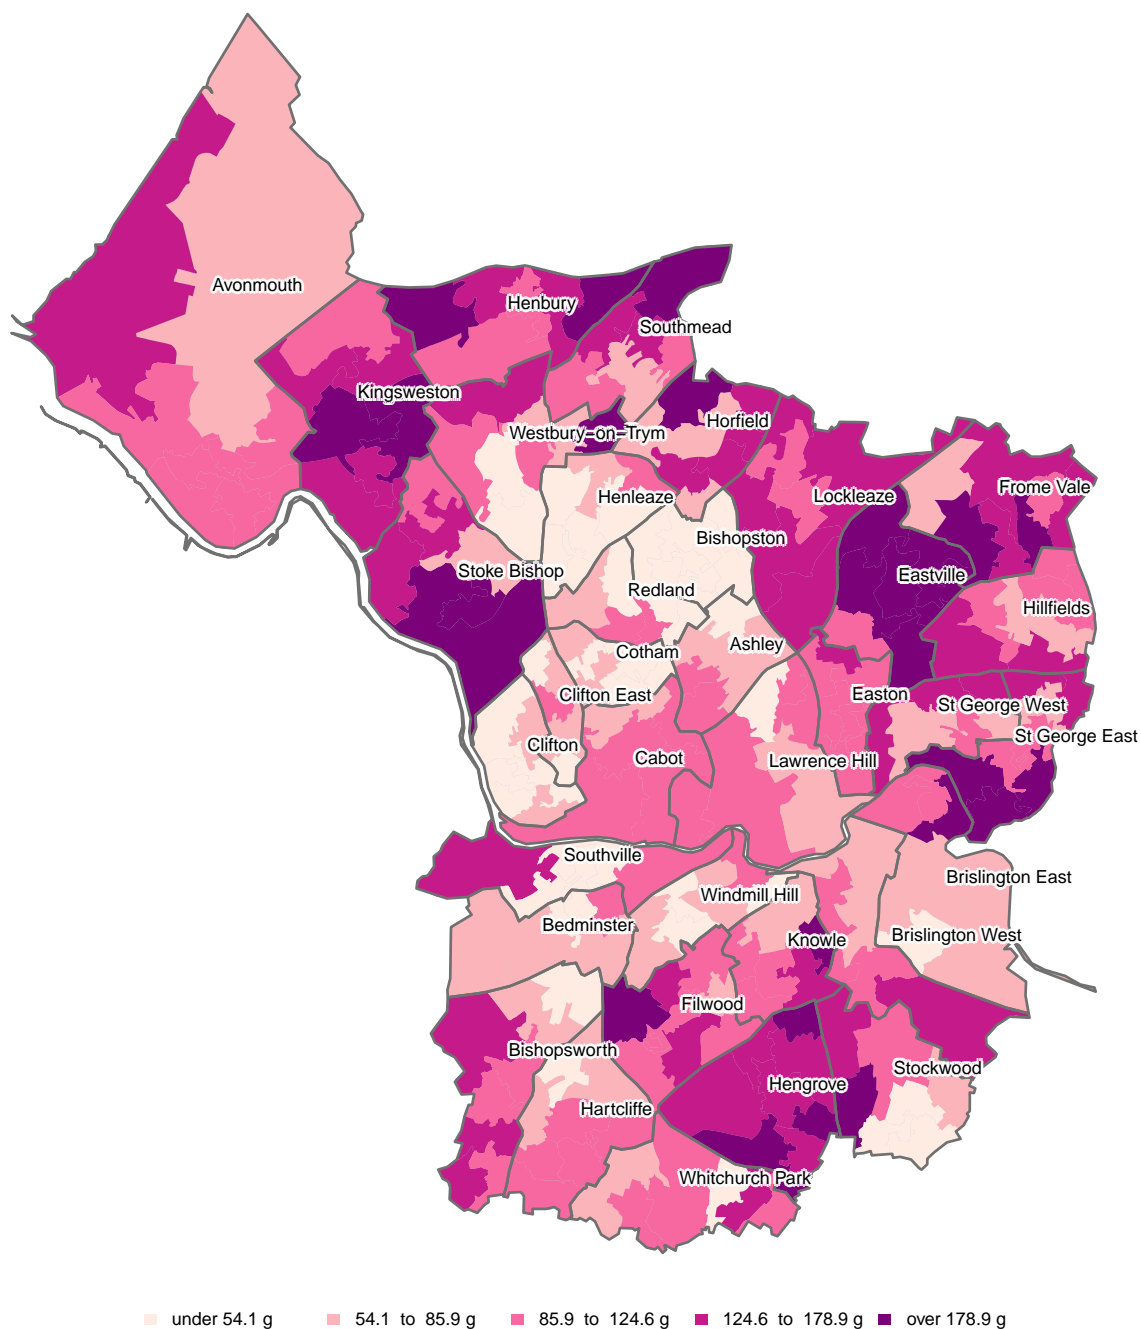 Avonmouth
Henbury
Southmead
Kingsweston
Horfield
Westbury-on-Trym
Frome Vale
Henleaze
Lockleaze
Bishopston
Stoke Bishop
Eastville
Redland
Hillfields
Ashley
Cotham
Clifton East
Easton
St George West
St George East
Clifton
Cabot
Lawrence Hill
Southville
Brislington East
Windmill Hill
Bedminster
Brislington West
Knowle
Filwood
Bishopsworth
Stockwood
Hengrove
Hartcliffe
Whitchurch Park
under 54.1 g 54.1 to 85.9 g 85.9 to 124.6 g 124.6 to 178.9 g over 178.9 g